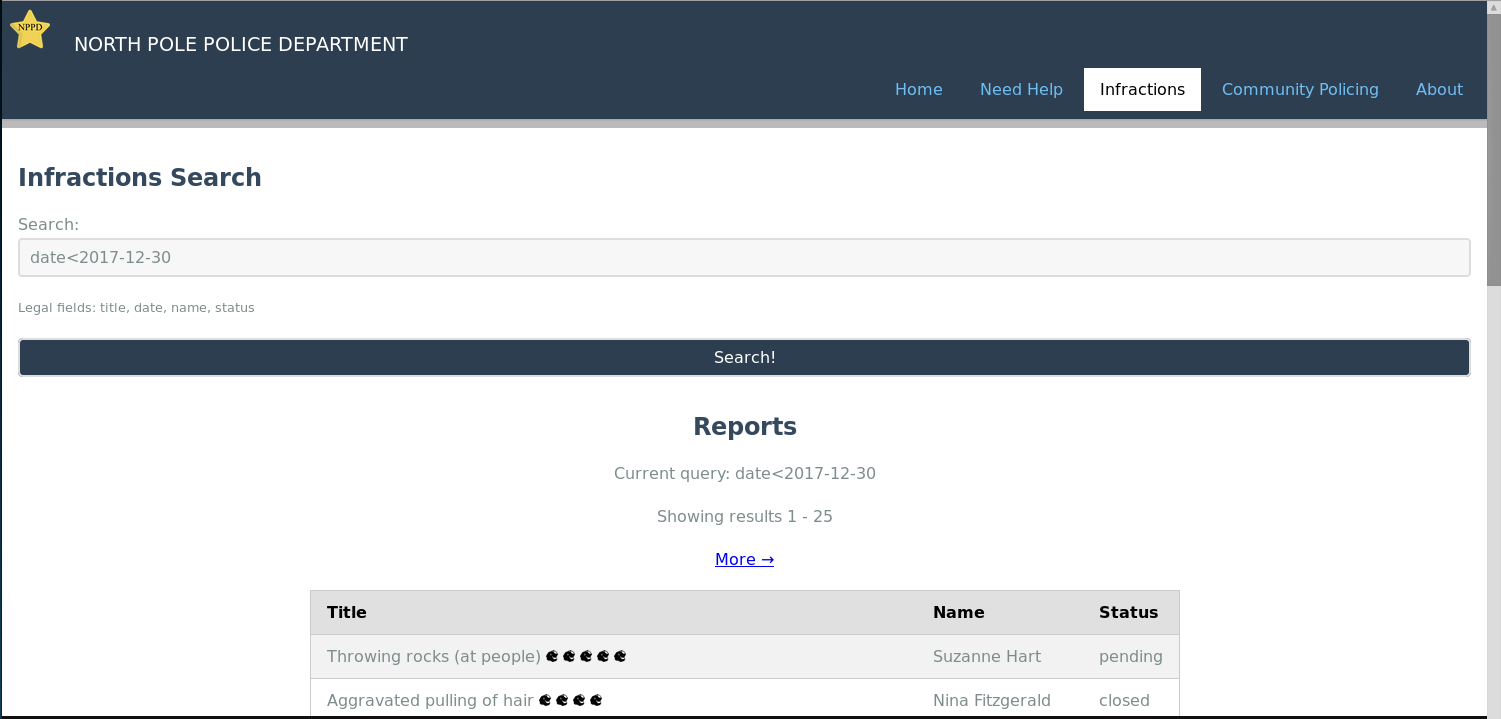 NPPD
NORTH POLE POLICE DEPARTMENT
Home Need Help Infractions Community Policing About
Infractions Search
Search:
date<2017-12-30
Legal fields: title, date, name, status
Search!
Reports
Current query: date<2017-12-30
Showing results 1 - 25
More →
Title Name Status
Throwing rocks (at people) Suzanne Hart pending
Aggravated pulling of hair Nina Fitzgerald closed